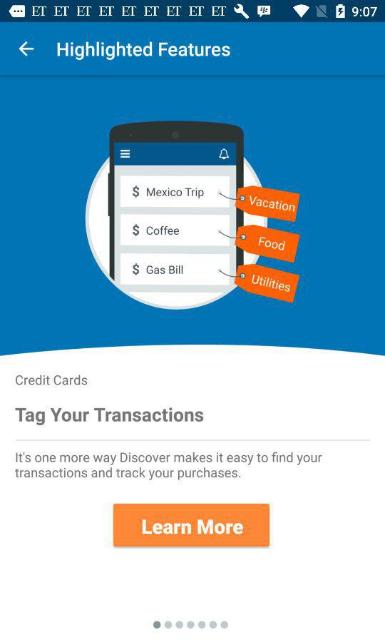 ET ET ET ET ET ET ET ET ET 9:07
Highlighted Features
$ Mexico Trip
Vacation
$ Coffee
Food
$ Gas Bill
Utilities
Credit Cards
Tag Your Transactions
It's one more way Discover makes it easy to find your
transactions and track your purchases.
Learn More